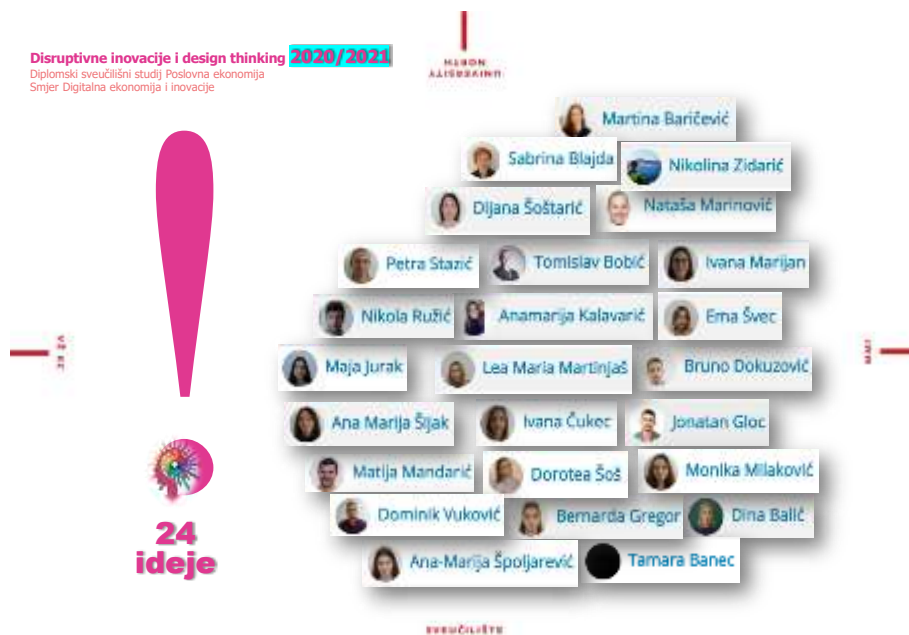 Disruptivne inovacije i design thinking 2020/2021
Diplomski sveučilišni studij Poslovna ekonomija
Smjer Digitalna ekonomija i inovacije
UNIVERSITY
NORTH
Martina Baričević
Sabrina Blajda
Nikolina Zidarić
Dijana Šoštarić
Nataša Marinović
Petra Stazić
Tomislav Bobić
Ivana Marijan
Nikola Ružić
Anamarija Kalavarić
Ema Švec
Maja Jurak
Lea Maria Martinjaš
Bruno Dokuzović
Ana Marija Šijak
Ivana Čukec
Jonatan Gloc
Matija Mandarić
Dorotea Šoš
Monika Milaković
Dominik Vuković
Bernarda Gregor
Dina Balić
Ana-Marija Špoljarević
Tamara Banec
24
ideje
SVEUČILIŠTE